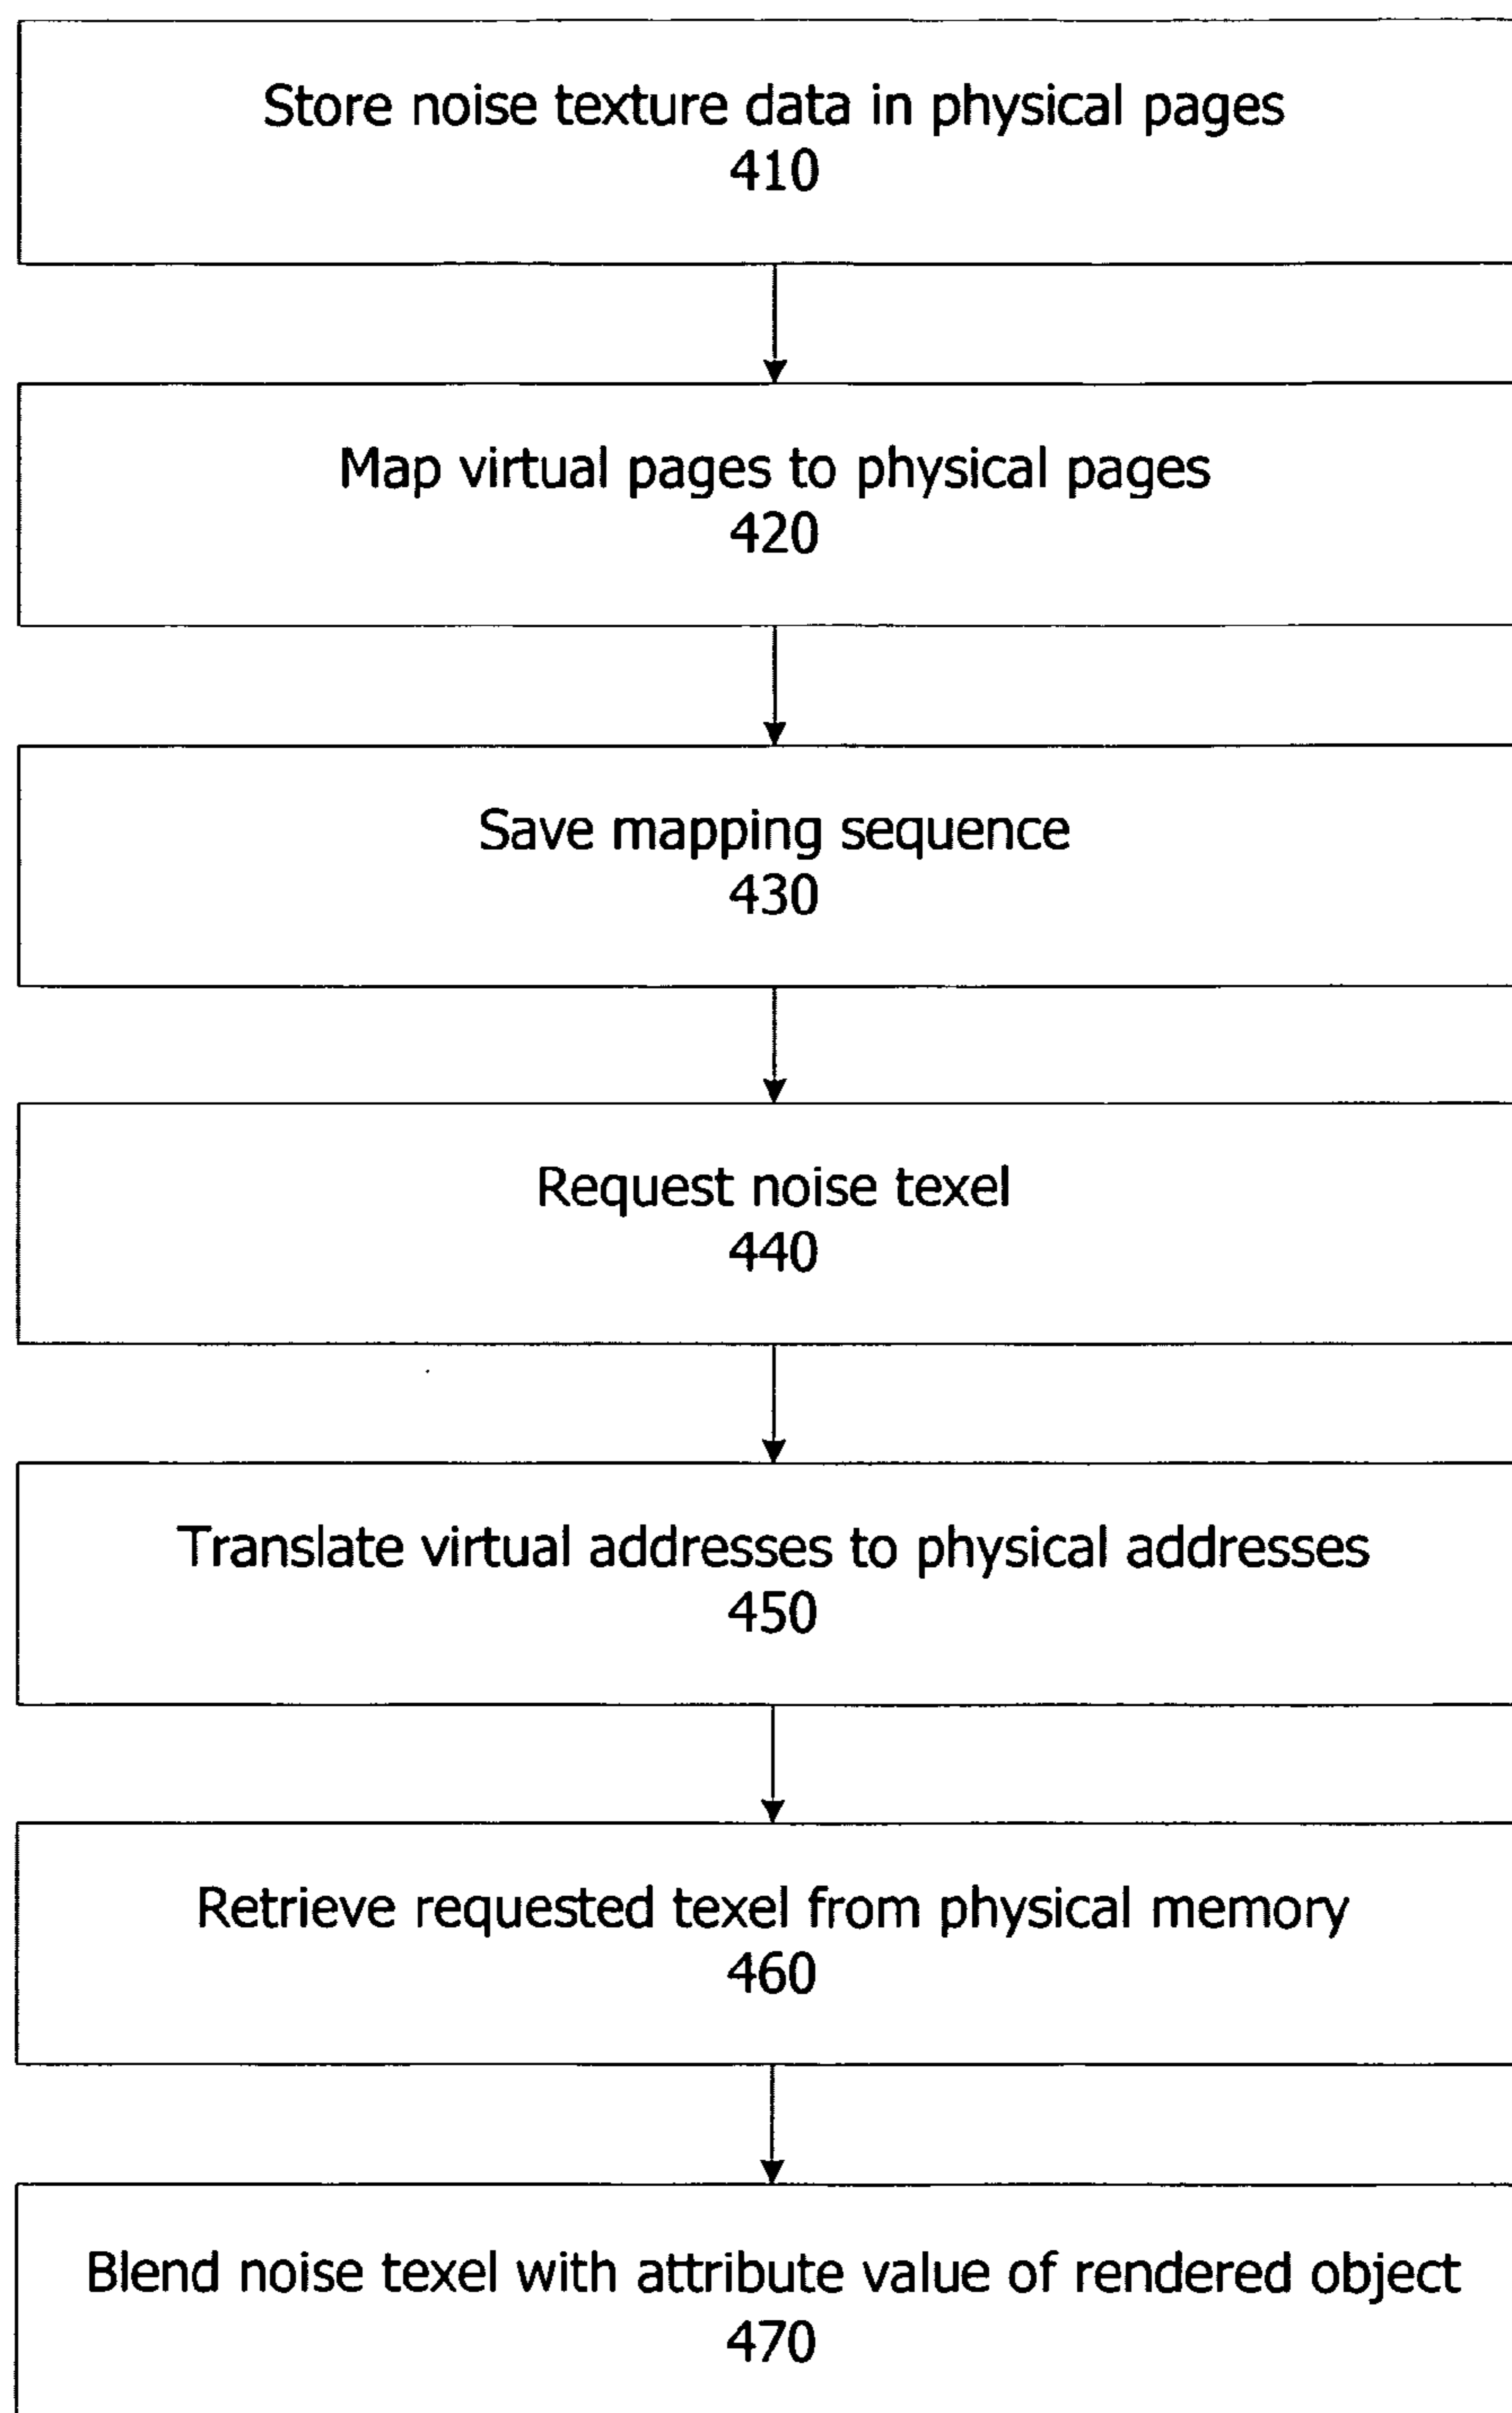 Store noise texture data in physical pages
410
Map virtual pages to physical pages
420
Save mapping sequence
430
Request noise texel
440
Translate virtual addresses to physical addresses
450
Retrieve requested texel from physical memory
460
Blend noise texel with attribute value of rendered object
470